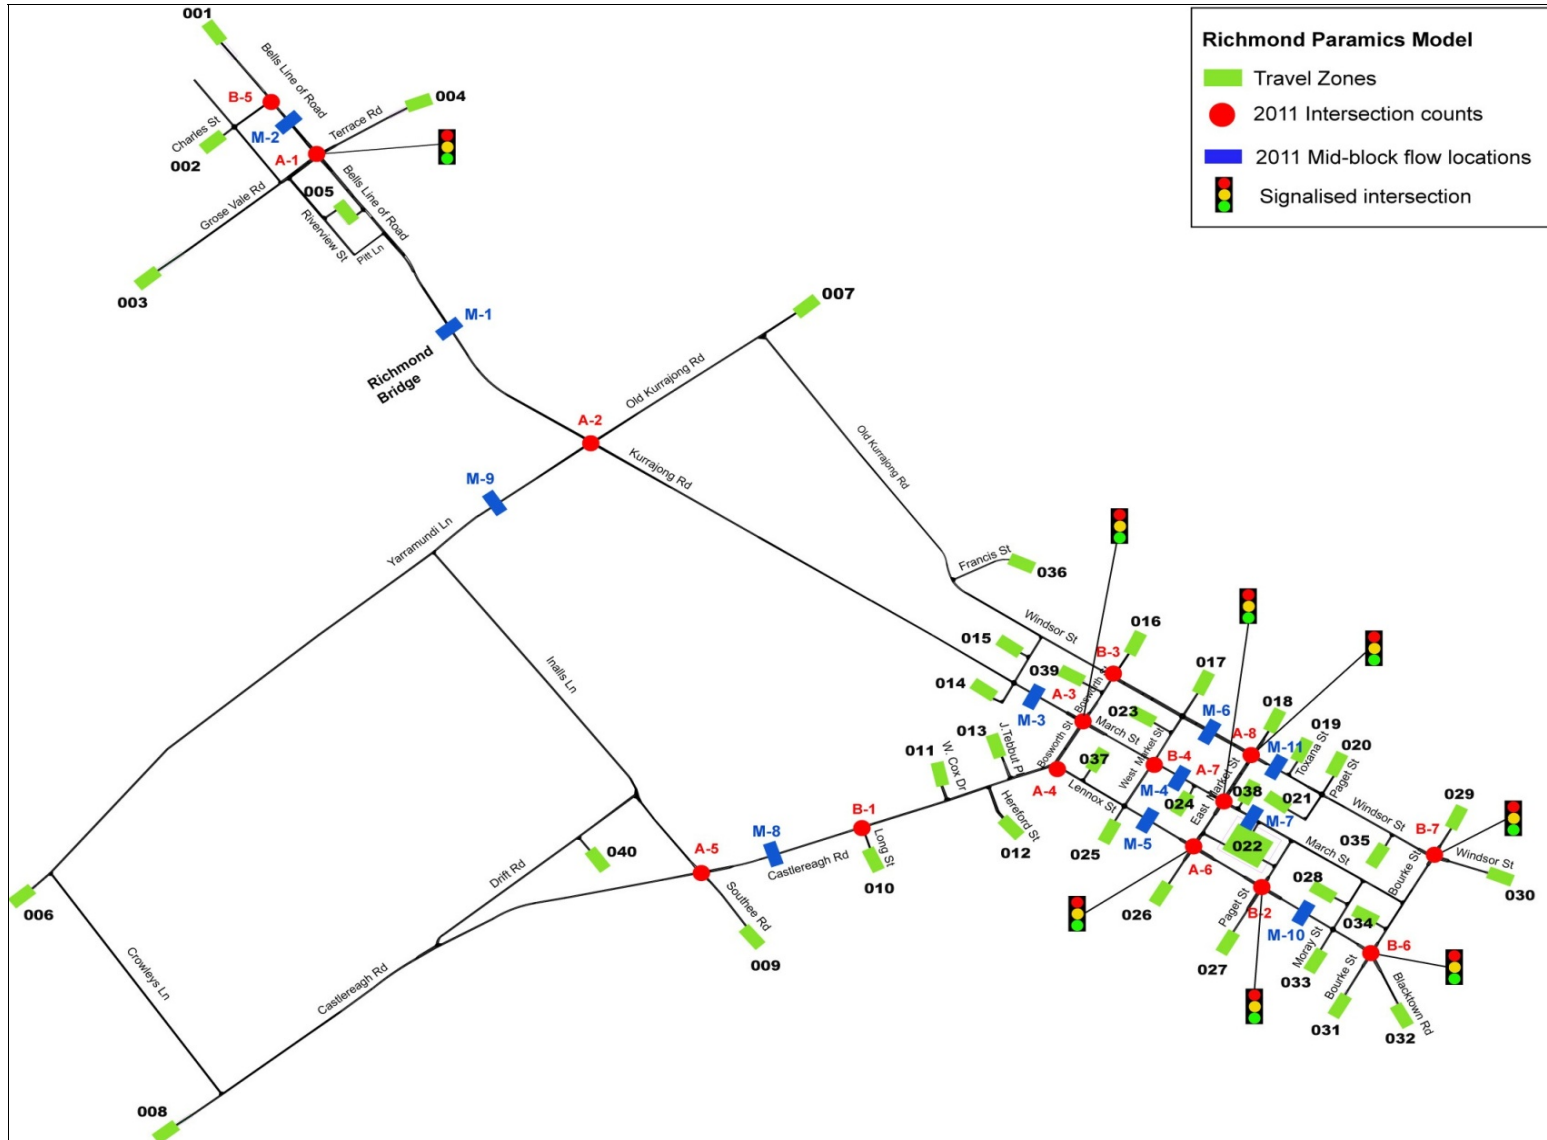 Richmond Paramics Model
Travel Zones
2011 Intersection counts
2011 Mid-block flow locations
Signalised intersection
001
Bells Line of Road
B-5
004
Terrace Rd
Charles St
M-2
002
A-1
005
Bells Line of Road
Grose Vale Rd
Riverview St
Pitt Ln
003
007
M-1
Richmond
Bridge
Old Kurrajong Rd
A-2
Kurrajong Rd
Old Kurrajong Rd
M-9
Yarramundi Ln
Francis St
036
Windsor St
016
015
B-3
039
017
014
A-3
Bosworth St
M-3
023
M-6
018
March St
A-8
019
Toxana St
020
013
J.Tebbut Pl
Bosworth St
037
West Market St
B-4
A-7
M-11
Paget St
011
W. Cox Dr
A-4
M-4
East Market St
038
021
Lennox St
024
Windsor St
029
Inalls Ln
B-1
Hereford St
M-5
M-7
B-7
012
025
022
March St
035
Bourke St
Windsor St
M-8
Long St
A-5
Castlereagh Rd
010
A-6
030
040
Drift Rd
Southee Rd
026
Paget St
B-2
028
034
006
009
027
M-10
Moray St
B-6
033
Bourke St
Blacktown Rd
Crowleys Ln
Castlereagh Rd
031
032
008